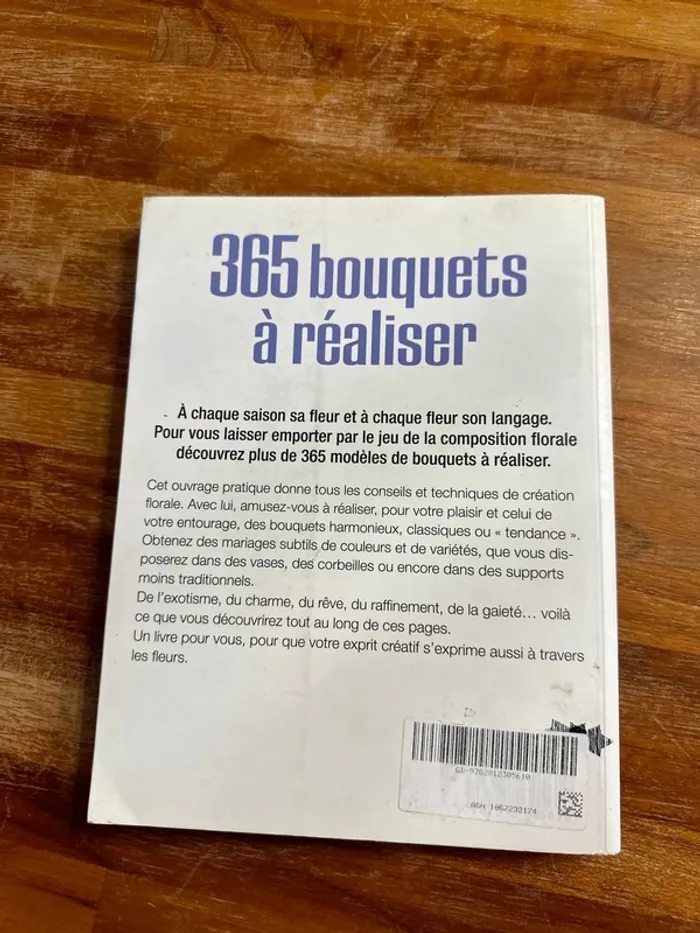 365 bouquets
à réaliser
À chaque saison sa fleur et à chaque fleur son langage.
Pour vous laisser emporter par le jeu de la composition florale
découvrez plus de 365 modèles de bouquets à réaliser.
Cet ouvrage pratique donne tous les conseils et techniques de création
florale. Avec lui, amusez-vous à réaliser, pour votre plaisir et celui de
votre entourage, des bouquets harmonieux, classiques ou « tendance ».
Obtenez des mariages subtils de couleurs et de variétés, que vous dis-
poserez dans des vases, des corbeilles ou encore dans des supports
moins traditionnels.
De l'exotisme, du charme, du rêve, du raffinement, de la gaieté... voilà
ce que vous découvrirez tout au long de ces pages.
Un livre pour vous, pour que votre exprit créatif s'exprime aussi à travers
les fleurs.
GD-9782012305610
ASN 1062232174